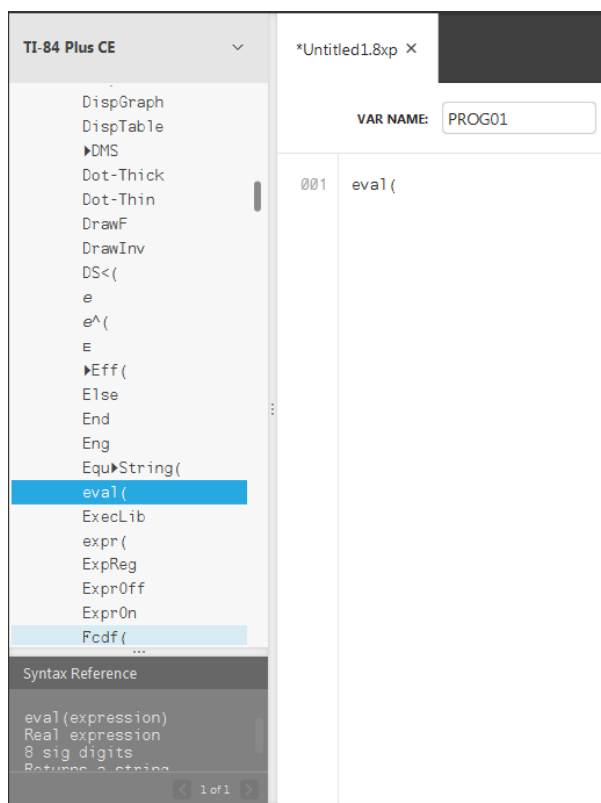 TI-84 Plus CE
*Untitled1.8xp ×
VAR NAME: PROG01
DispGraph
DispTable
▶DMS
Dot-Thick
Dot-Thin
DrawF
DrawInv
DS<(
e
e^(
ᴇ
▶Eff(
Else
End
Eng
Equ▶String(
eval(
ExecLib
expr(
ExpReg
ExprOff
ExprOn
Fcdf(
Syntax Reference
eval(expression)
Real expression
8 sig digits
Returns a string
1 of 1
001 eval(